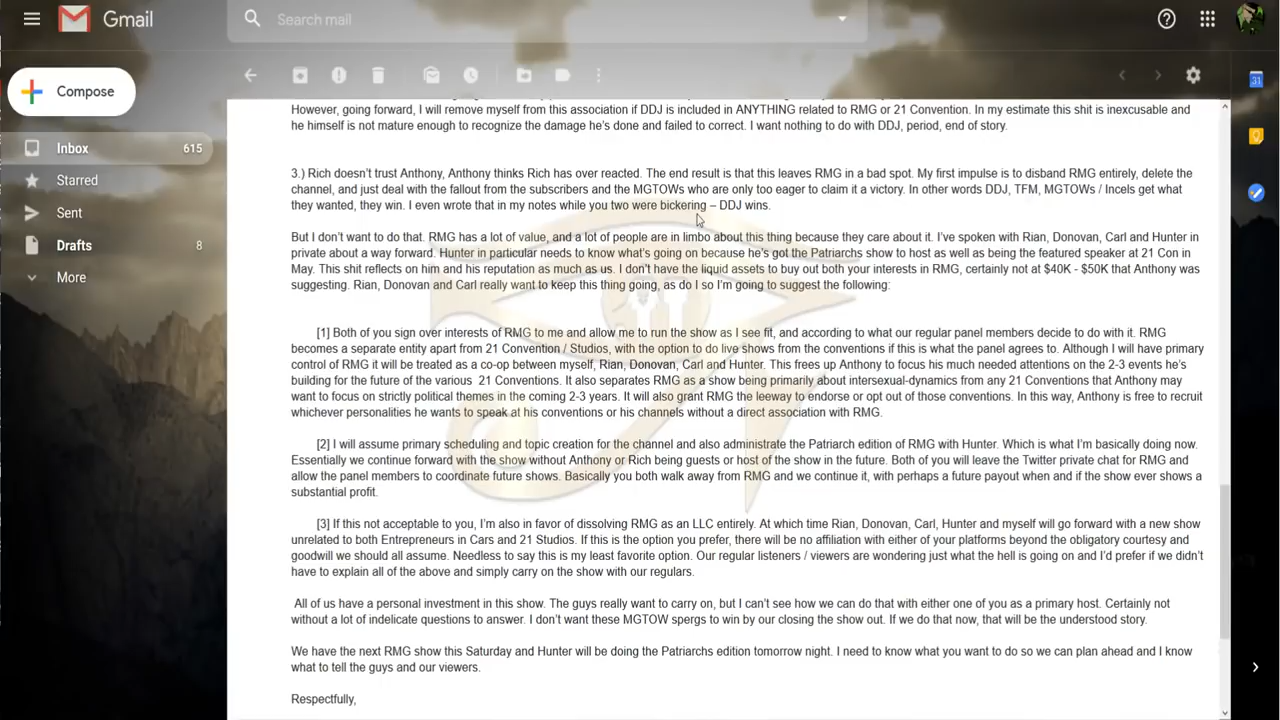 Gmail
Search mail
Compose
Inbox 615
Starred
Sent
Drafts 8
More
31
However, going forward, I will remove myself from this association if DDJ is included in ANYTHING related to RMG or 21 Convention. In my estimate this shit is inexcusable and
he himself is not mature enough to recognize the damage he's done and failed to correct. I want nothing to do with DDJ, period, end of story.
3.) Rich doesn't trust Anthony, Anthony thinks Rich has over reacted. The end result is that this leaves RMG in a bad spot. My first impulse is to disband RMG entirely, delete the
channel, and just deal with the fallout from the subscribers and the MGTOWs who are only too eager to claim it a victory. In other words DDJ, TFM, MGTOWs / Incels get what
they wanted, they win. I even wrote that in my notes while you two were bickering – DDJ wins.
But I don't want to do that. RMG has a lot of value, and a lot of people are in limbo about this thing because they care about it. I've spoken with Rian, Donovan, Carl and Hunter in
private about a way forward. Hunter in particular needs to know what's going on because he's got the Patriarchs show to host as well as being the featured speaker at 21 Con in
May. This shit reflects on him and his reputation as much as us. I don't have the liquid assets to buy out both your interests in RMG, certainly not at $40K - $50K that Anthony was
suggesting. Rian, Donovan and Carl really want to keep this thing going, as do I so I'm going to suggest the following:
[1] Both of you sign over interests of RMG to me and allow me to run the show as I see fit, and according to what our regular panel members decide to do with it. RMG
becomes a separate entity apart from 21 Convention / Studios, with the option to do live shows from the conventions if this is what the panel agrees to. Although I will have primary
control of RMG it will be treated as a co-op between myself, Rian, Donovan, Carl and Hunter. This frees up Anthony to focus his much needed attentions on the 2-3 events he's
building for the future of the various 21 Conventions. It also separates RMG as a show being primarily about intersexual-dynamics from any 21 Conventions that Anthony may
want to focus on strictly political themes in the coming 2-3 years. It will also grant RMG the leeway to endorse or opt out of those conventions. In this way, Anthony is free to recruit
whichever personalities he wants to speak at his conventions or his channels without a direct association with RMG.
[2] I will assume primary scheduling and topic creation for the channel and also administrate the Patriarch edition of RMG with Hunter. Which is what I'm basically doing now.
Essentially we continue forward with the show without Anthony or Rich being guests or host of the show in the future. Both of you will leave the Twitter private chat for RMG and
allow the panel members to coordinate future shows. Basically you both walk away from RMG and we continue it, with perhaps a future payout when and if the show ever shows a
substantial profit.
[3] If this not acceptable to you, I'm also in favor of dissolving RMG as an LLC entirely. At which time Rian, Donovan, Carl, Hunter and myself will go forward with a new show
unrelated to both Entrepreneurs in Cars and 21 Studios. If this is the option you prefer, there will be no affiliation with either of your platforms beyond the obligatory courtesy and
goodwill we should all assume. Needless to say this is my least favorite option. Our regular listeners / viewers are wondering just what the hell is going on and I'd prefer if we didn't
have to explain all of the above and simply carry on the show with our regulars.
All of us have a personal investment in this show. The guys really want to carry on, but I can't see how we can do that with either one of you as a primary host. Certainly not
without a lot of indelicate questions to answer. I don't want these MGTOW spergs to win by our closing the show out. If we do that now, that will be the understood story.
We have the next RMG show this Saturday and Hunter will be doing the Patriarchs edition tomorrow night. I need to know what you want to do so we can plan ahead and I know
what to tell the guys and our viewers.
Respectfully,